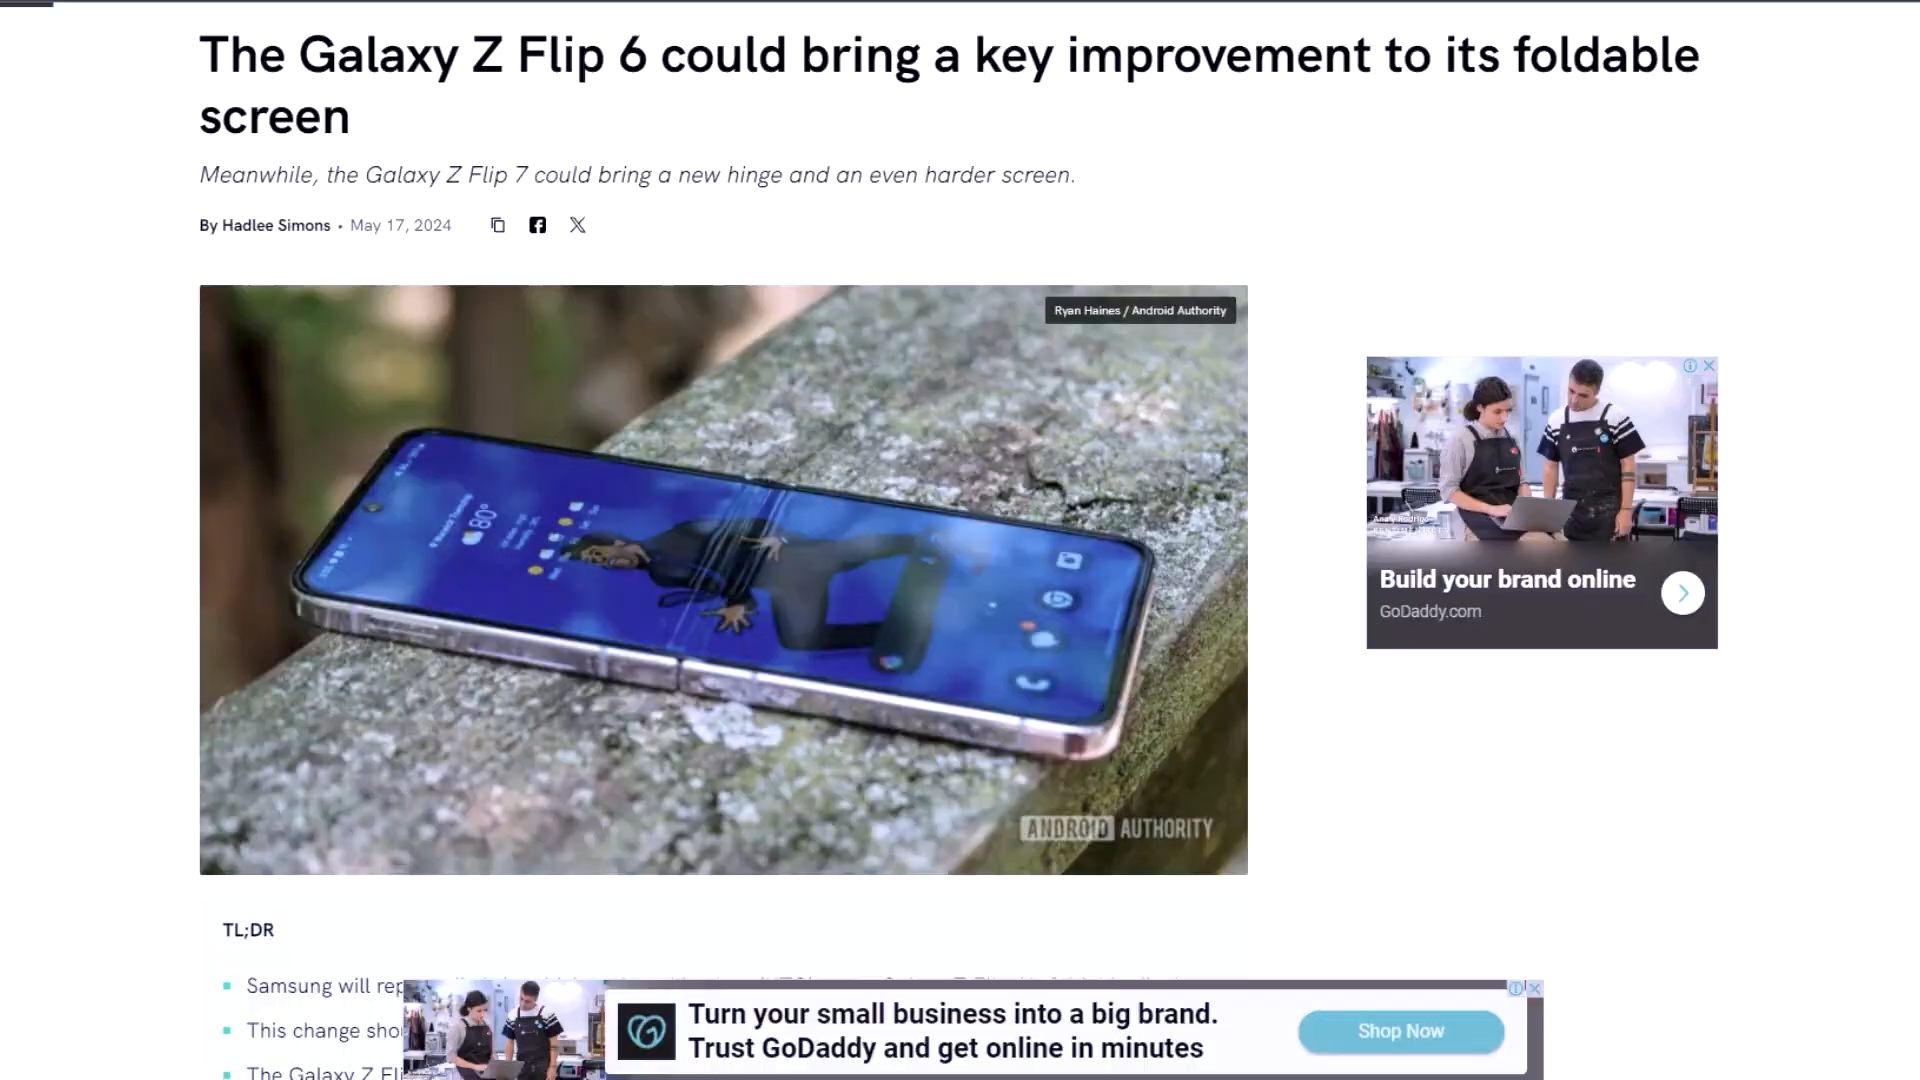 The Galaxy Z Flip 6 could bring a key improvement to its foldable
screen
Meanwhile, the Galaxy Z Flip 7 could bring a new hinge and an even harder screen.
By Hadlee Simons • May 17, 2024
Ryan Haines / Android Authority
80°
ANDROID AUTHORITY
Build your brand online
GoDaddy.com
TL;DR
Samsung will
This change
The Galaxy Z
Turn your small business into a big brand.
Trust GoDaddy and get online in minutes
Shop Now